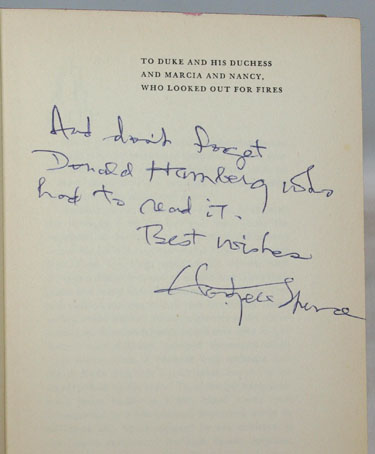 TO DUKE AND HIS DUCHESS
AND MARCIA AND NANCY,
WHO LOOKED OUT FOR FIRES
And don't forget
Donald Hamberg who
had to read it.
Best wishes
Spence